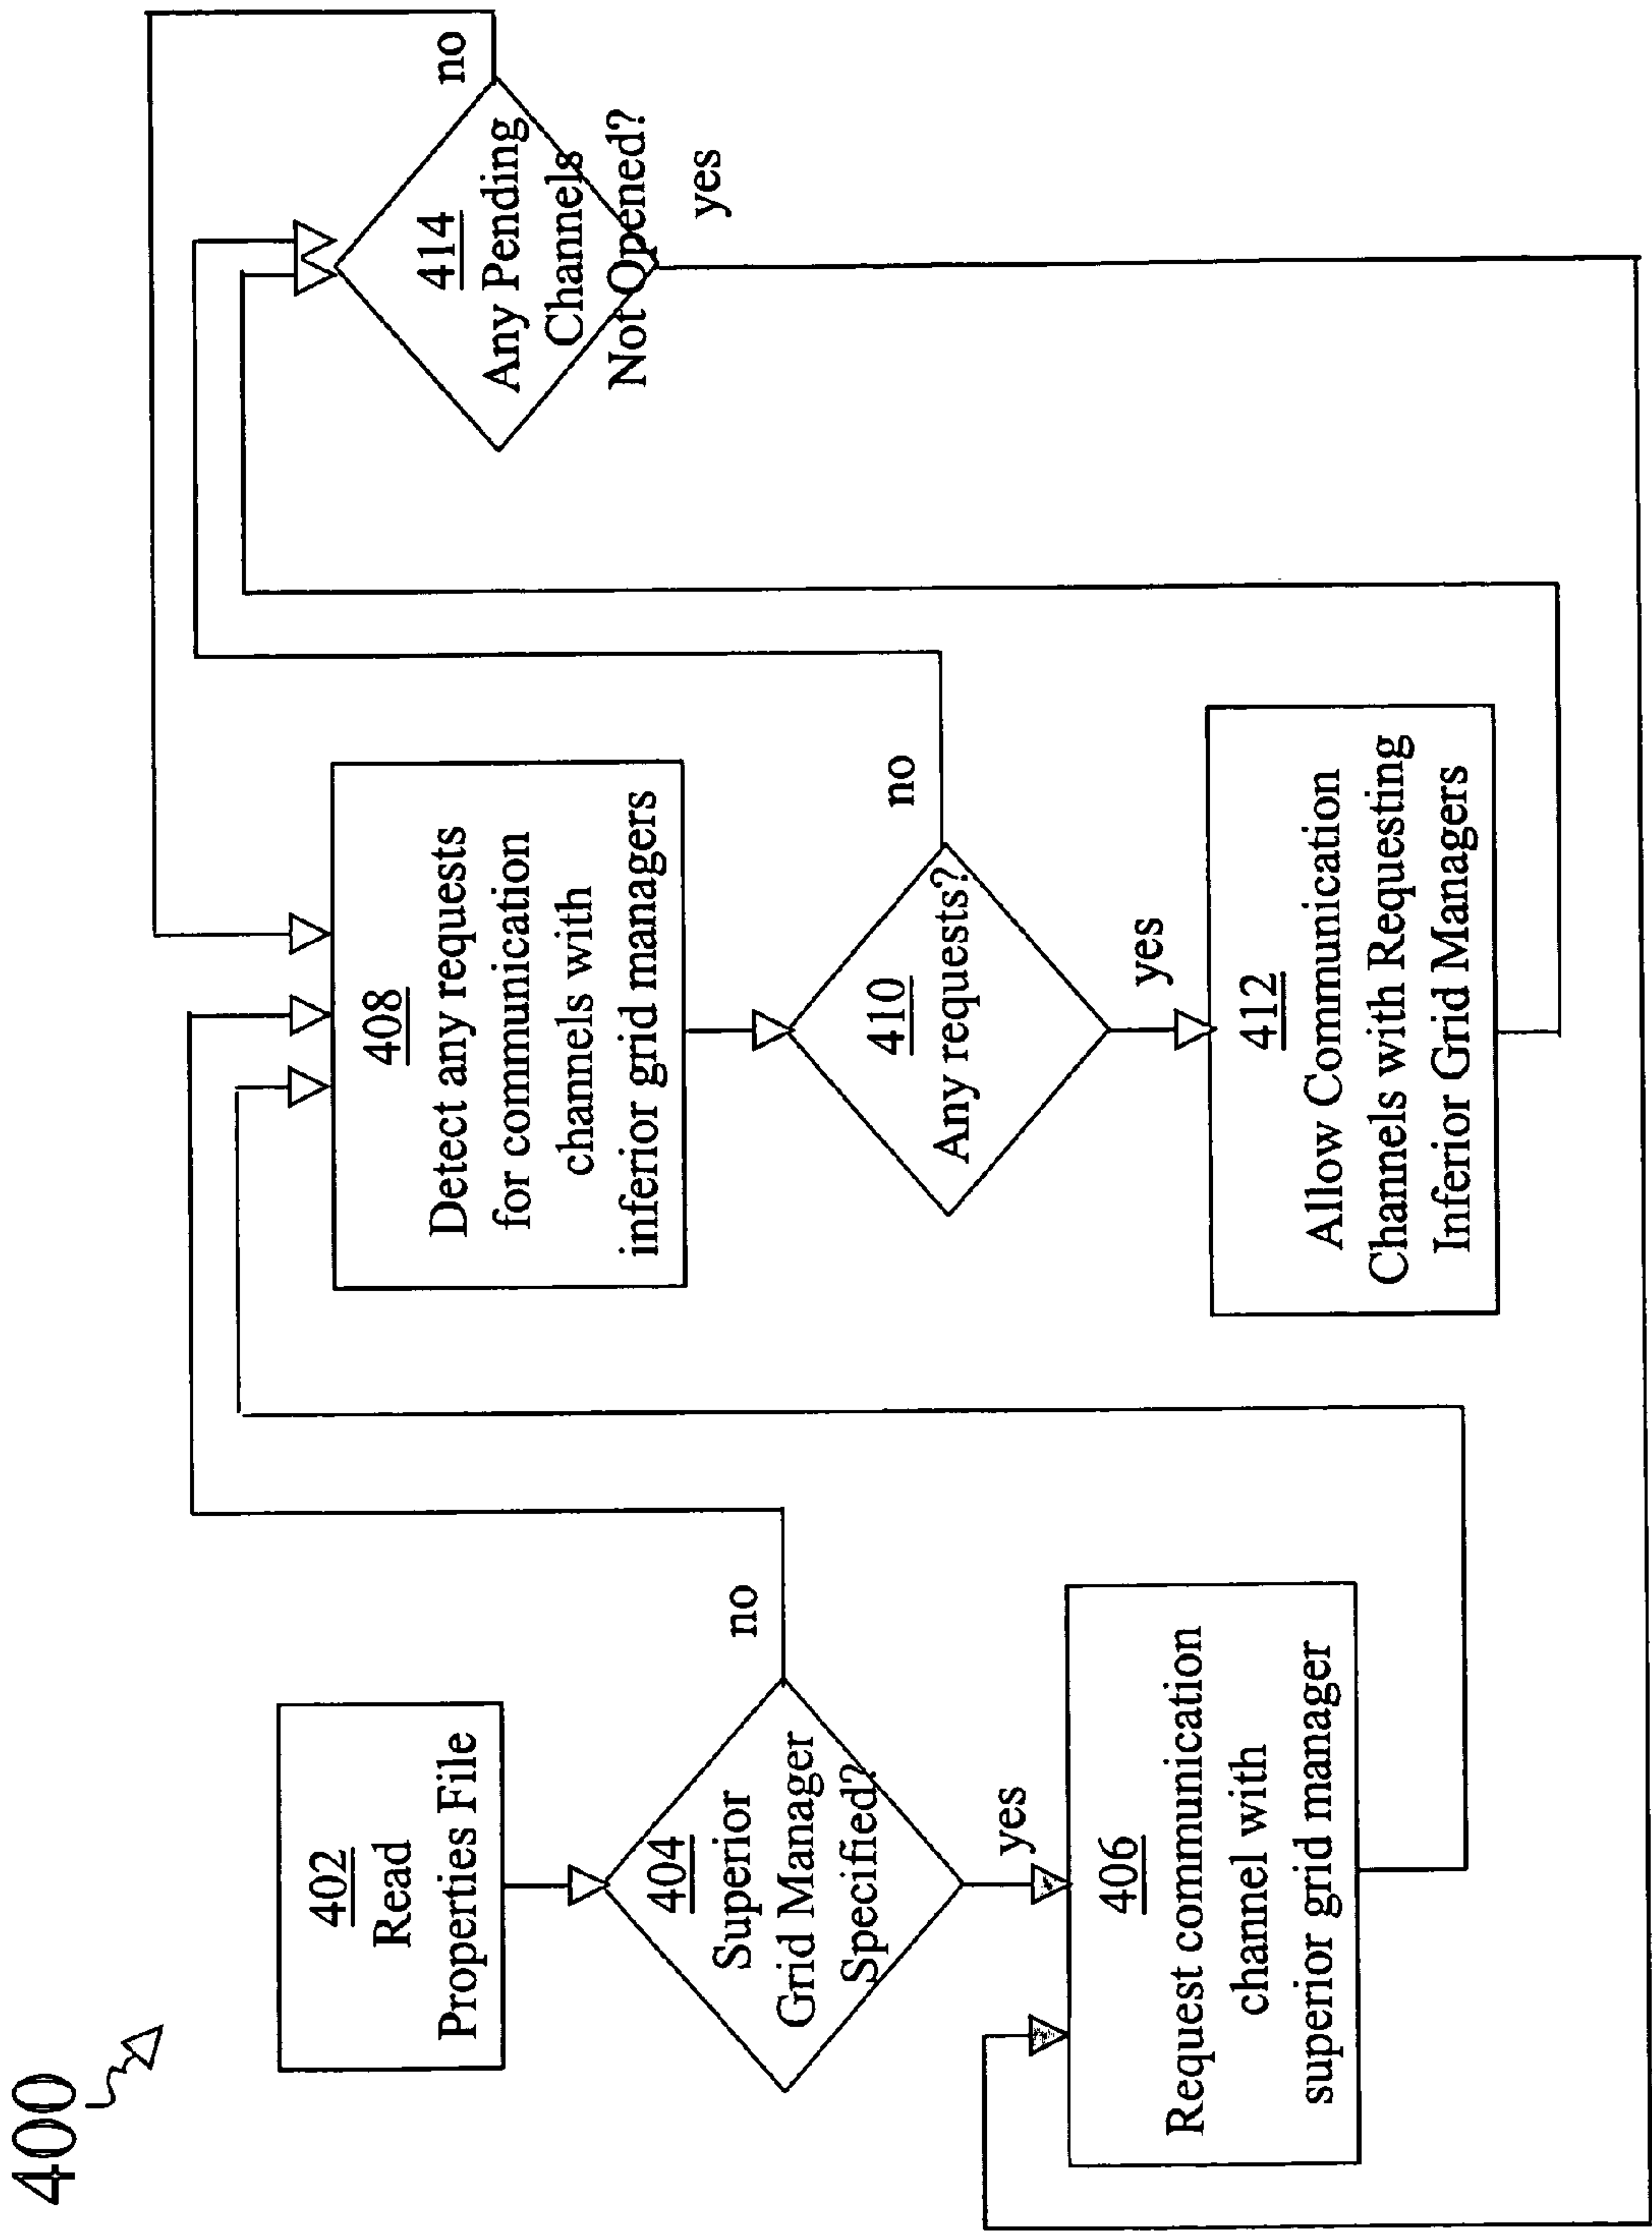 400
402
Read
Properties File
404
Superior
Grid Manager
Specified?
no
yes
406
Request communication
channel with
superior grid manager
408
Detect any requests
for communication
channels with
inferior grid managers
410
Any requests?
no
yes
412
Allow Communication
Channels with Requesting
Inferior Grid Managers
414
Any Pending
Channels
Not Opened?
no
yes